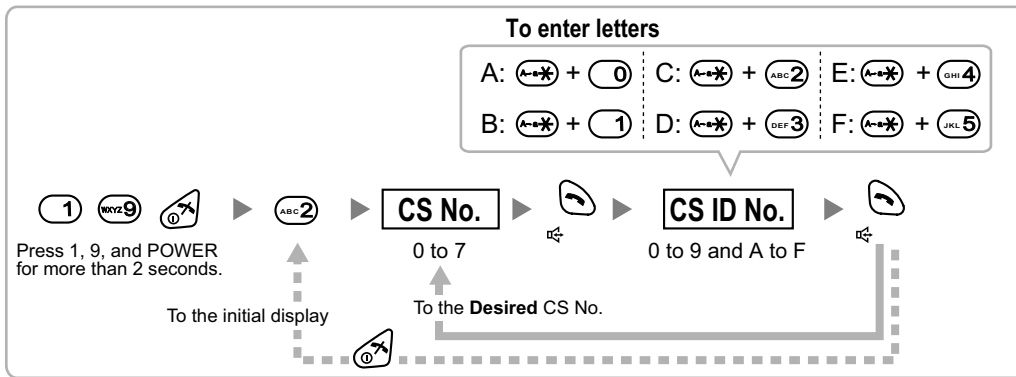 To enter letters
A: A→a✱ + 0 C: A→a✱ + ABC2 E: A→a✱ + GHI4
B: A→a✱ + 1 D: A→a✱ + DEF3 F: A→a✱ + JKL5
1 WXYZ9 ABC2 CS No. CS ID No.
Press 1, 9, and POWER
for more than 2 seconds.
0 to 7
0 to 9 and A to F
To the initial display
To the Desired CS No.